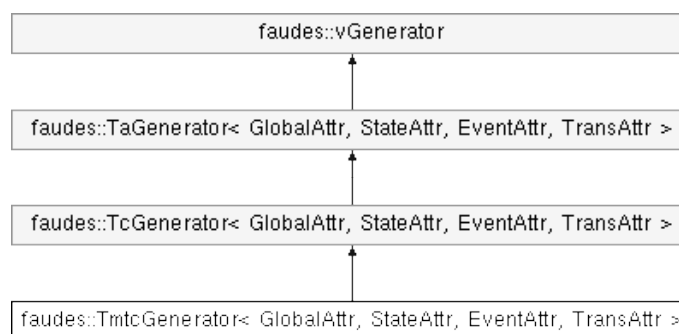 faudes::vGenerator
faudes::TaGenerator< GlobalAttr, StateAttr, EventAttr, TransAttr >
faudes::TcGenerator< GlobalAttr, StateAttr, EventAttr, TransAttr >
faudes::TmtcGenerator< GlobalAttr, StateAttr, EventAttr, TransAttr >